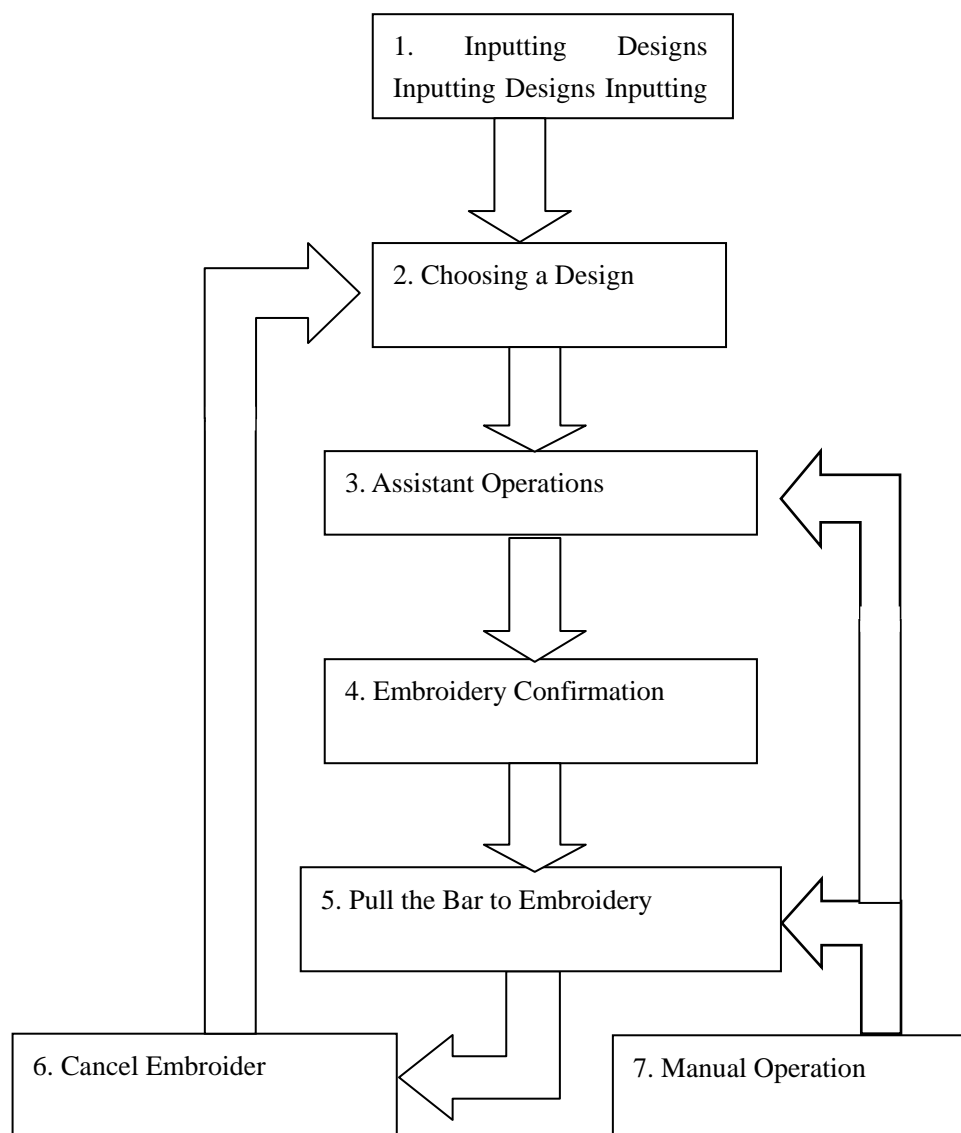 1. Inputting Designs
Inputting Designs Inputting
2. Choosing a Design
3. Assistant Operations
4. Embroidery Confirmation
5. Pull the Bar to Embroidery
6. Cancel Embroider
7. Manual Operation